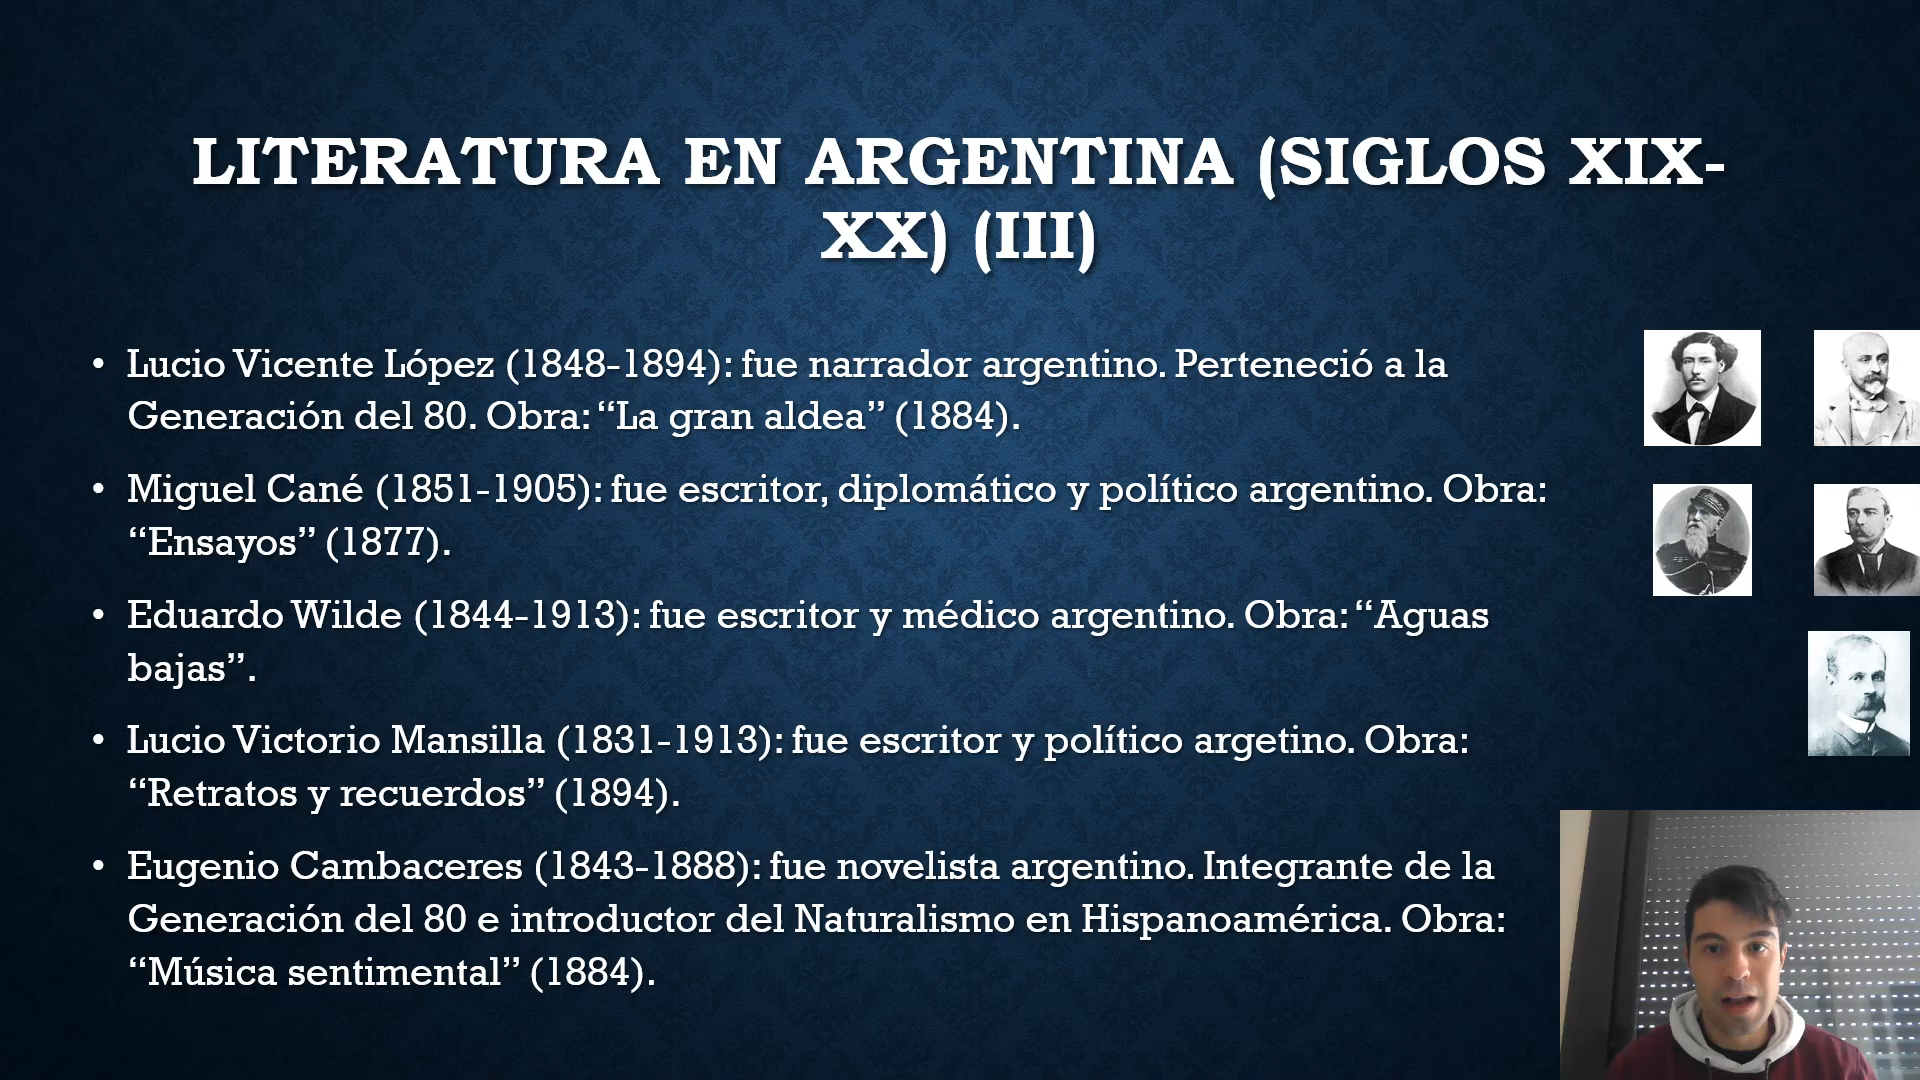 LITERATURA EN ARGENTINA (SIGLOS XIX-
XX) (III)
• Lucio Vicente López (1848-1894): fue narrador argentino. Perteneció a la
Generación del 80. Obra: “La gran aldea” (1884).
• Miguel Cané (1851-1905): fue escritor, diplomático y político argentino. Obra:
“Ensayos” (1877).
• Eduardo Wilde (1844-1913): fue escritor y médico argentino. Obra: “Aguas
bajas”.
• Lucio Victorio Mansilla (1831-1913): fue escritor y político argetino. Obra:
“Retratos y recuerdos” (1894).
• Eugenio Cambaceres (1843-1888): fue novelista argentino. Integrante de la
Generación del 80 e introductor del Naturalismo en Hispanoamérica. Obra:
“Música sentimental” (1884).